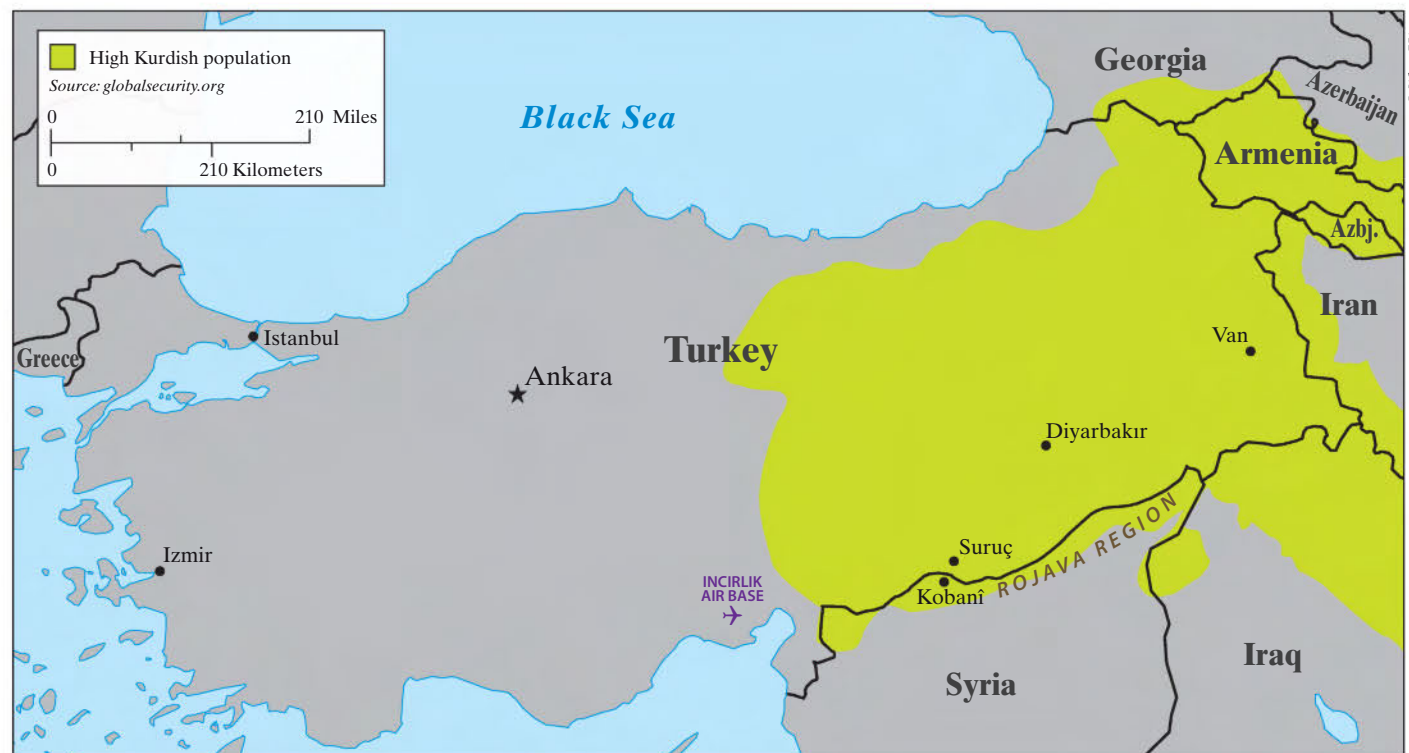 High Kurdish population
Source: globalsecurity.org
0 210 Miles
0 210 Kilometers
Black Sea
Georgia
Azerbaijan
Armenia
Azbj.
Iran
Greece
Istanbul
Turkey
Van
Ankara
Diyarbakır
Izmir
Suruç
INCIRLIK
AIR BASE
Kobanî
ROJAVA REGION
Syria
Iraq